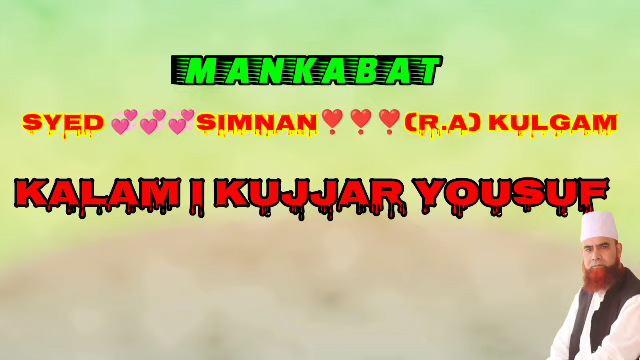 MANKABAT
SYED 💞💞💞SIMNAN❣❣❣(R.A) KULGAM
KALAM I KUJJAR YOUSUF